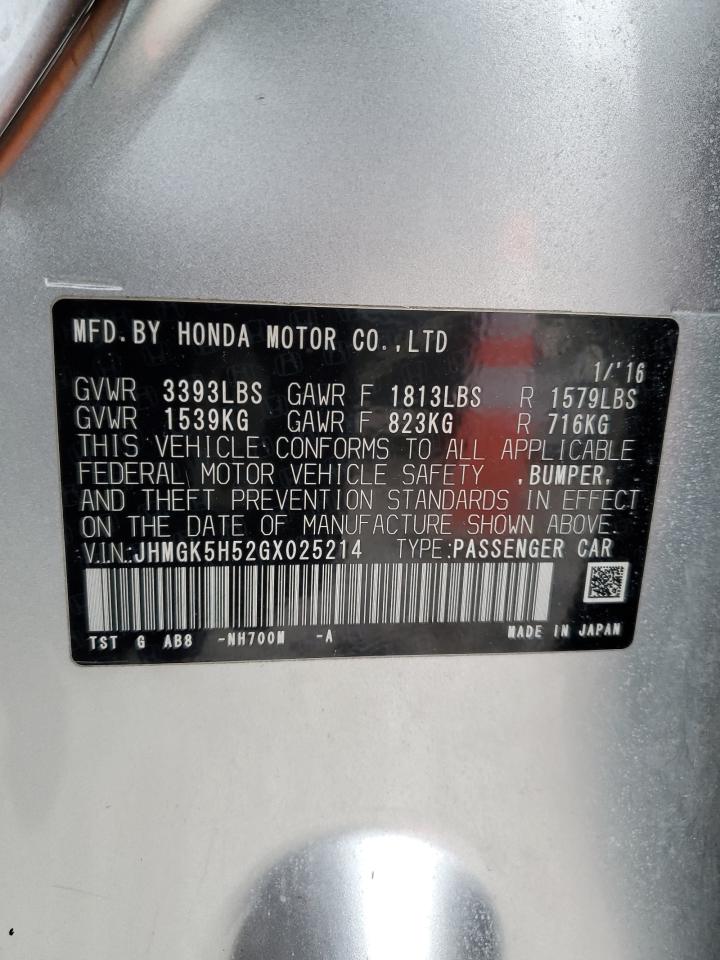 MFD.BY HONDA MOTOR CO.,LTD
1/'16
GVWR 3393LBS GAWR F 1813LBS R 1579LBS
GVWR 1539KG GAWR F 823KG R 716KG
THIS VEHICLE CONFORMS TO ALL APPLICABLE
FEDERAL MOTOR VEHICLE SAFETY ,BUMPER,
AND THEFT PREVENTION STANDARDS IN EFFECT
ON THE DATE OF MANUFACTURE SHOWN ABOVE.
V.I.N.:JHMGK5H52GX025214 TYPE:PASSENGER CAR
TST G AB8 -NH700M -A MADE IN JAPAN